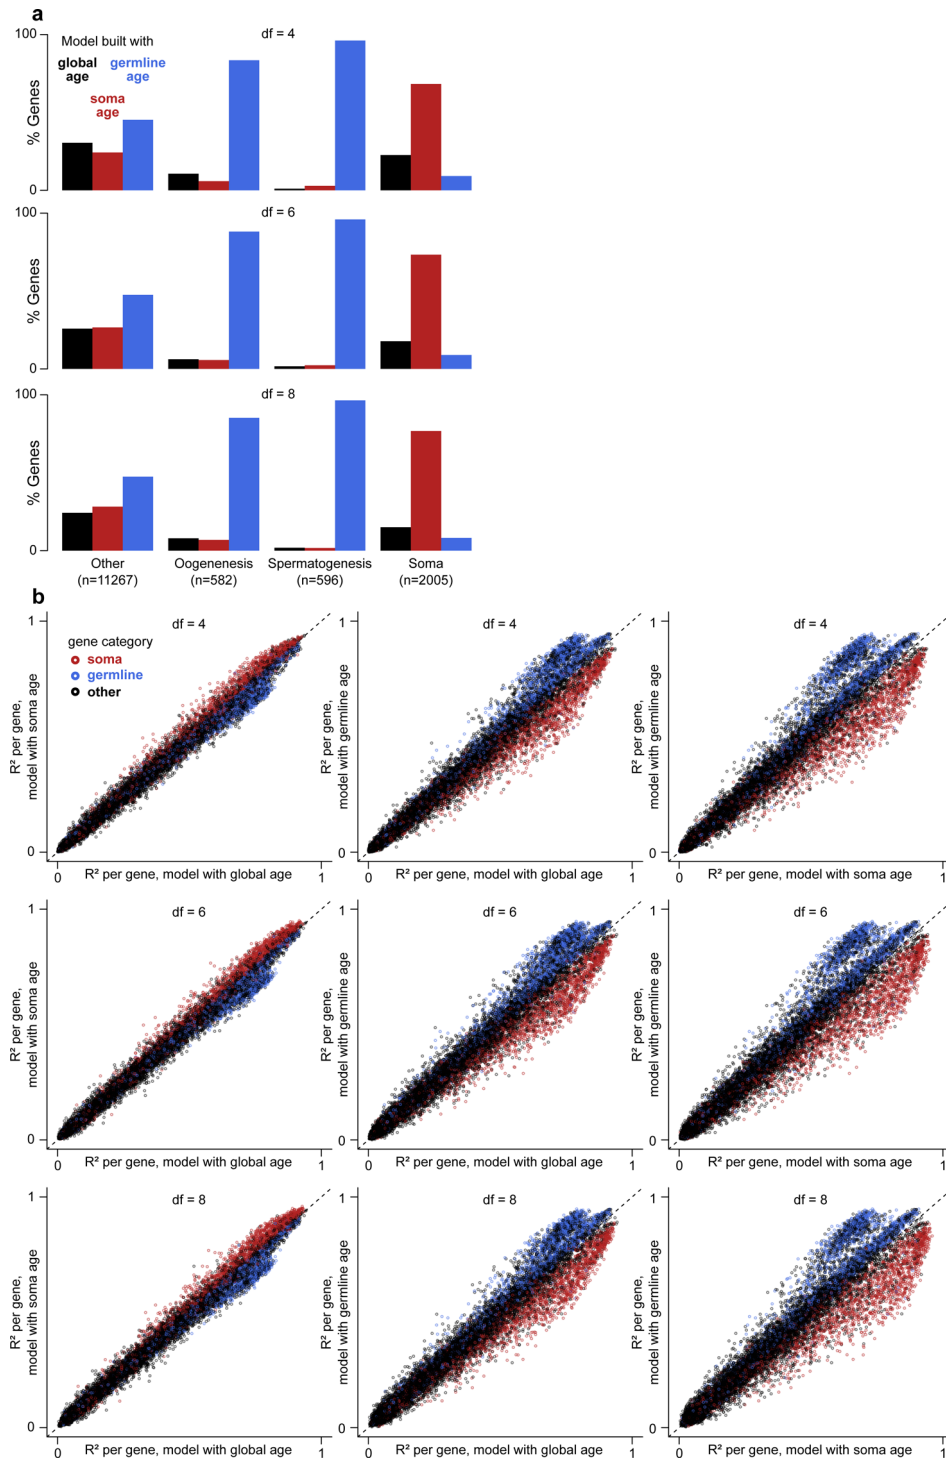 a
100
% Genes
0
Model built with
global age
germline age
soma age
df = 4
100
% Genes
0
df = 6
100
% Genes
0
df = 8
Other
(n=11267)
Oogenenesis
(n=582)
Spermatogenesis
(n=596)
Soma
(n=2005)
b
df = 4
gene category
soma
germline
other
1
0
R² per gene,
model with soma age
0
1
R² per gene, model with global age
df = 4
1
0
R² per gene,
model with germline age
0
1
R² per gene, model with global age
df = 4
1
0
R² per gene,
model with germline age
0
1
R² per gene, model with soma age
df = 6
1
0
R² per gene,
model with soma age
0
1
R² per gene, model with global age
df = 6
1
0
R² per gene,
model with germline age
0
1
R² per gene, model with global age
df = 6
1
0
R² per gene,
model with germline age
0
1
R² per gene, model with soma age
df = 8
1
0
R² per gene,
model with soma age
0
1
R² per gene, model with global age
df = 8
1
0
R² per gene,
model with germline age
0
1
R² per gene, model with global age
df = 8
1
0
R² per gene,
model with germline age
0
1
R² per gene, model with soma age